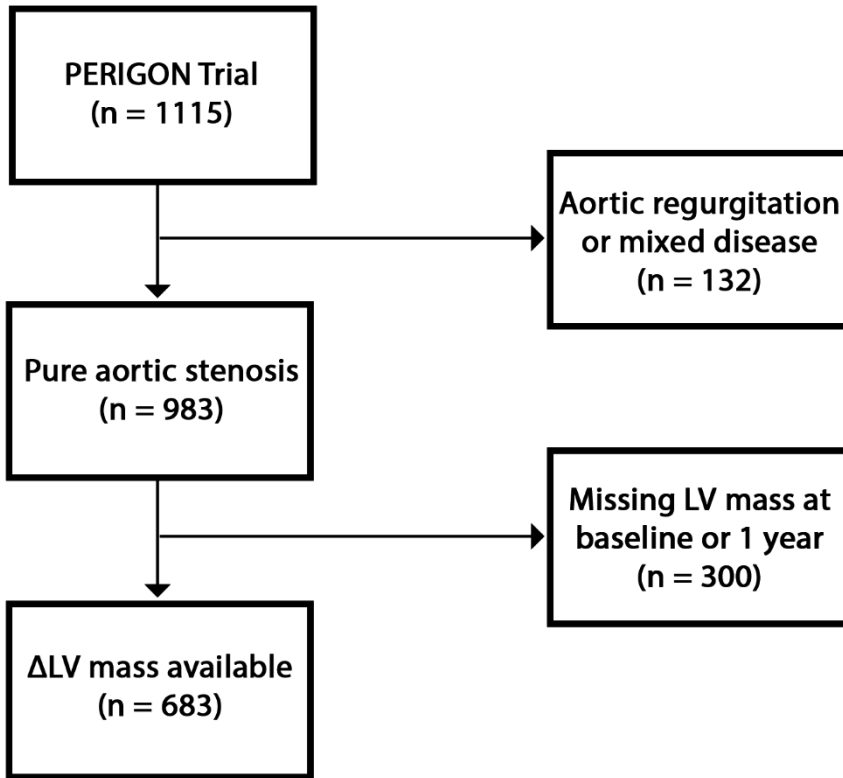 PERIGON Trial
(n = 1115)
Aortic regurgitation
or mixed disease
(n = 132)
Pure aortic stenosis
(n = 983)
Missing LV mass at
baseline or 1 year
(n = 300)
ΔLV mass available
(n = 683)